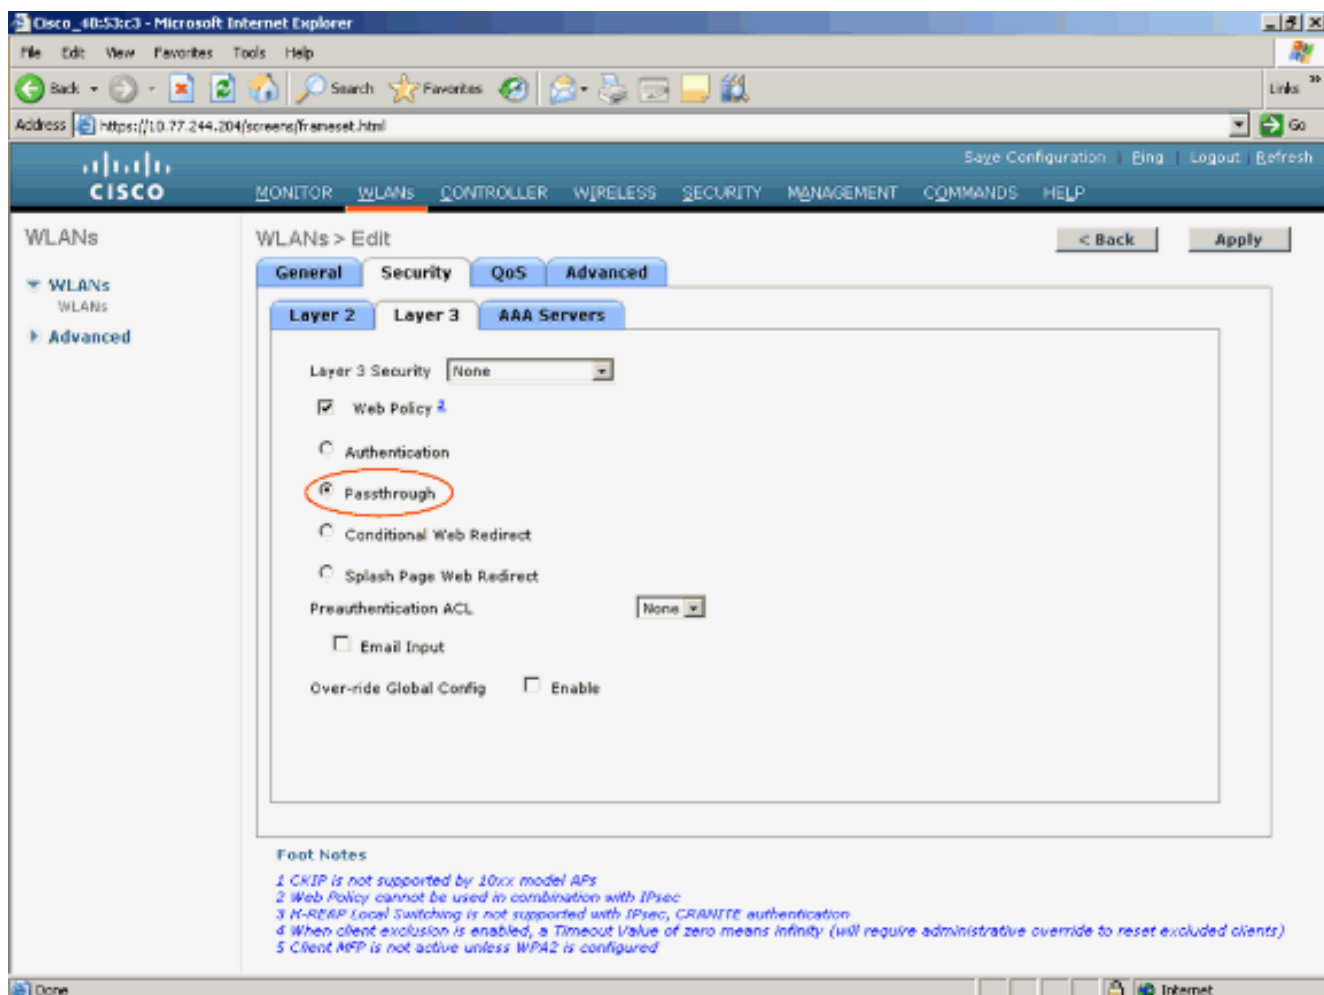 Cisco_40:53:c3 - Microsoft Internet Explorer
File Edit View Favorites Tools Help
Back Search Favorites Links »
Address https://10.77.244.204/screens/frameset.html Go
Save Configuration | Ping | Logout | Refresh
CISCO MONITOR WLANs CONTROLLER WIRELESS SECURITY MANAGEMENT COMMANDS HELP
WLANs
WLANs > Edit
< Back Apply
WLANs
WLANs
Advanced
General Security QoS Advanced
Layer 2 Layer 3 AAA Servers
Layer 3 Security None
Web Policy 2
Authentication
Passthrough
Conditional Web Redirect
Splash Page Web Redirect
Preauthentication ACL None
Email Input
Over-ride Global Config Enable
Foot Notes
1 CKIP is not supported by 10xx model APs
2 Web Policy cannot be used in combination with IPsec
3 H-REAP Local Switching is not supported with IPsec, CRANITE authentication
4 When client exclusion is enabled, a Timeout Value of zero means infinity (will require administrative override to reset excluded clients)
5 Client MFP is not active unless WPA2 is configured
Done Internet